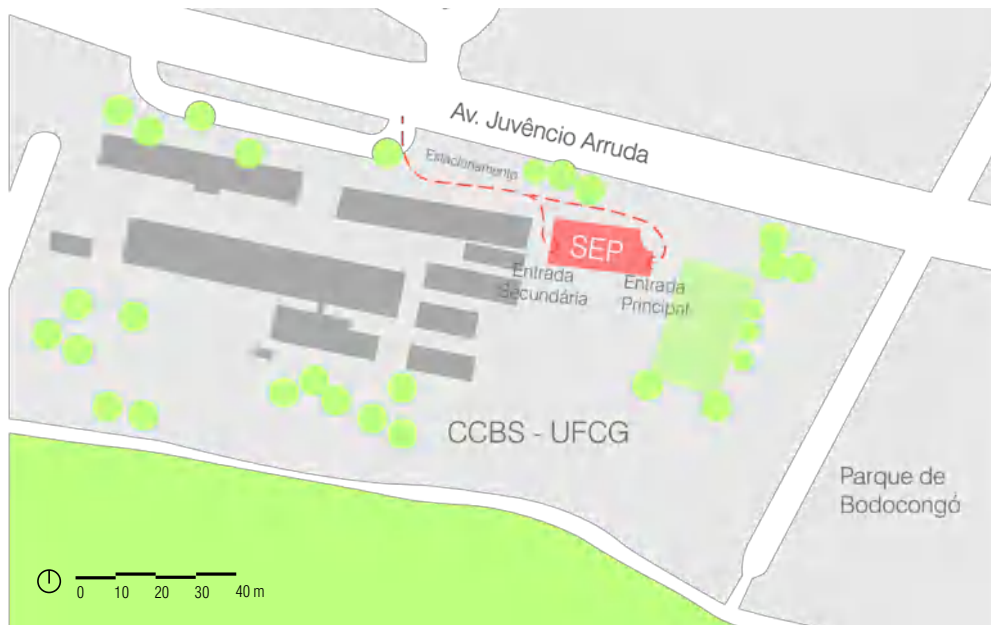 Av. Juvêncio Arruda
Estacionamento
SEP
Entrada
Secundária
Entrada
Principal
CCBS - UFCG
Parque de
Bodocongó
0 10 20 30 40 m